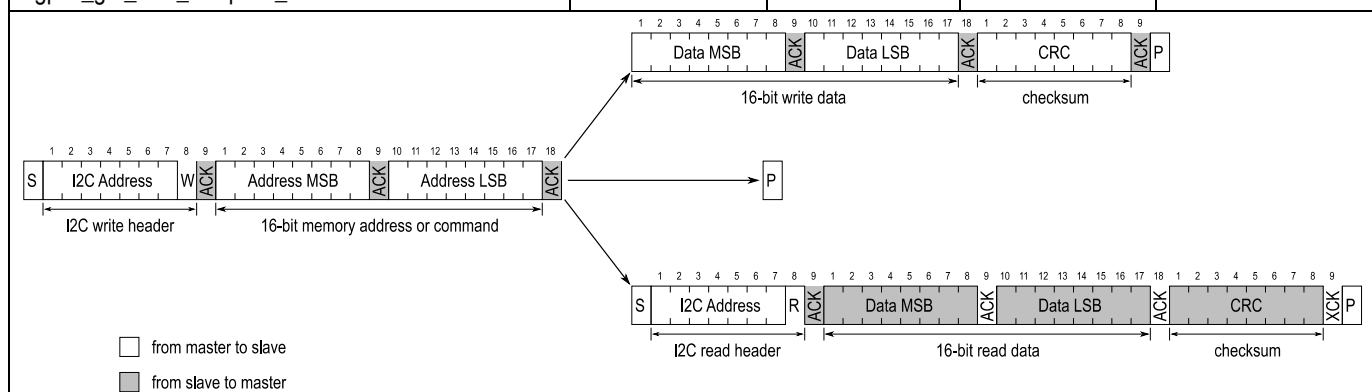 1 2 3 4 5 6 7 8 9 10 11 12 13 14 15 16 17 18 1 2 3 4 5 6 7 8 9
Data MSB ACK Data LSB ACK CRC ACK P
16-bit write data checksum
1 2 3 4 5 6 7 8 9 1 2 3 4 5 6 7 8 9 10 11 12 13 14 15 16 17 18
S I2C Address W ACK Address MSB ACK Address LSB ACK P
I2C write header 16-bit memory address or command
1 2 3 4 5 6 7 8 9 1 2 3 4 5 6 7 8 9 10 11 12 13 14 15 16 17 18 1 2 3 4 5 6 7 8 9
S I2C Address R ACK Data MSB ACK Data LSB ACK CRC XCK P
I2C read header 16-bit read data checksum
from master to slave
from slave to master